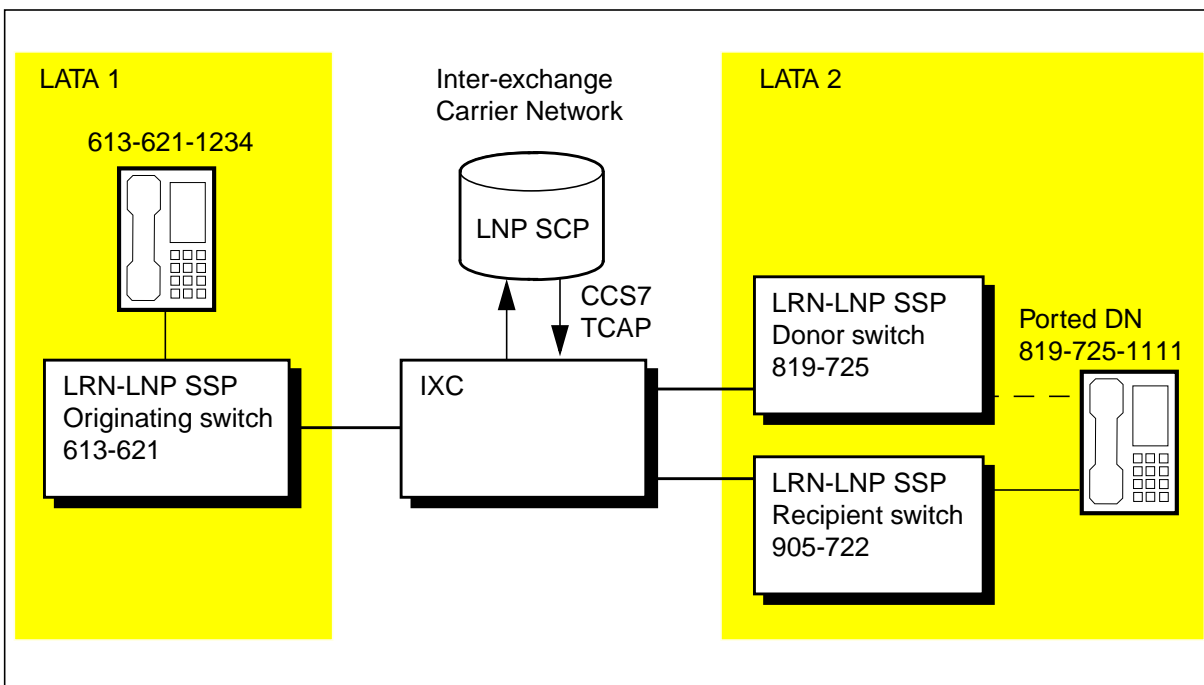 LATA 1
613-621-1234
LRN-LNP SSP
Originating switch
613-621
Inter-exchange
Carrier Network
LNP SCP
CCS7
TCAP
IXC
LATA 2
LRN-LNP SSP
Donor switch
819-725
Ported DN
819-725-1111
LRN-LNP SSP
Recipient switch
905-722